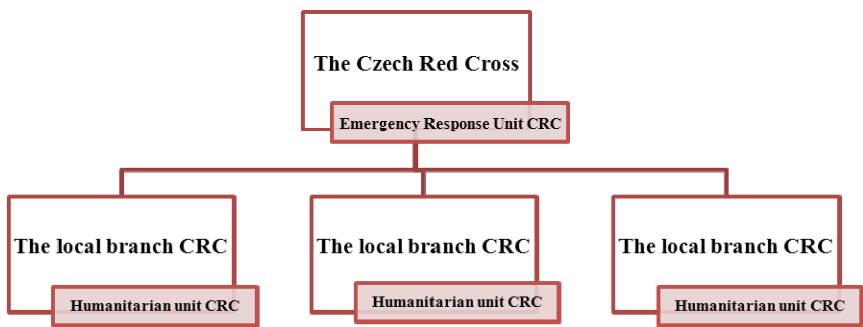 The Czech Red Cross
Emergency Response Unit CRC
The local branch CRC
Humanitarian unit CRC
The local branch CRC
Humanitarian unit CRC
The local branch CRC
Humanitarian unit CRC